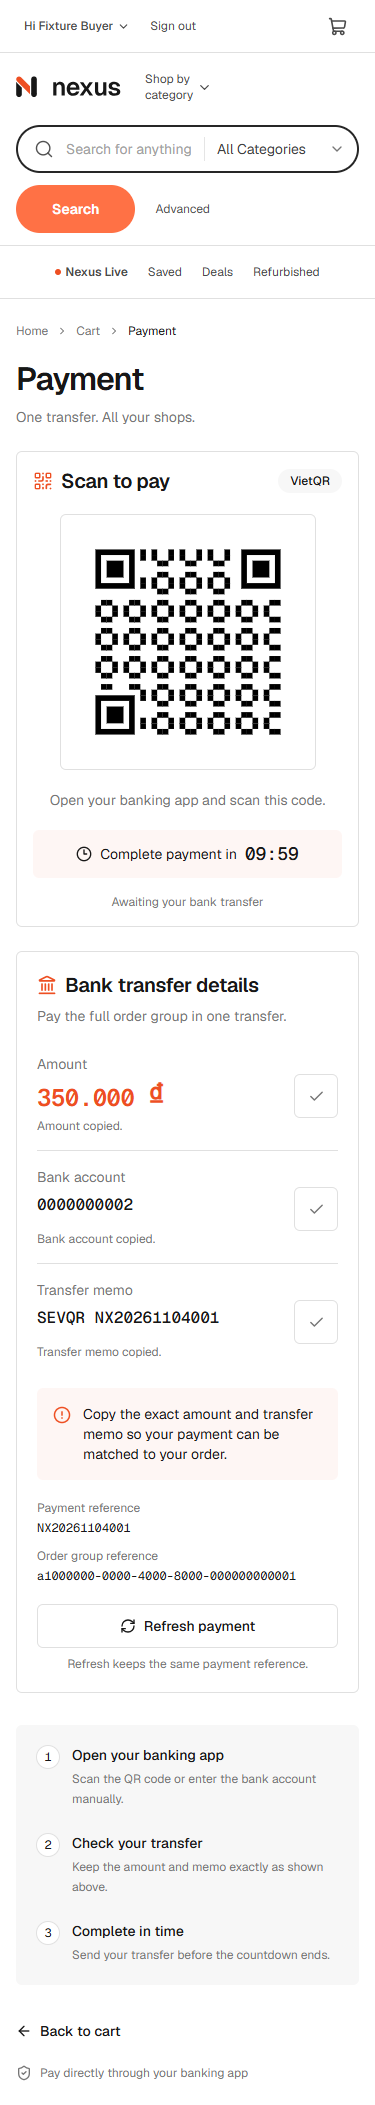 Hi Fixture Buyer
Sign out
nexus
Shop by
category
Search for anything
All Categories
Search
Advanced
Nexus Live
Saved
Deals
Refurbished
Home > Cart > Payment
Payment
One transfer. All your shops.
Scan to pay
VietQR
Open your banking app and scan this code.
Complete payment in 09:59
Awaiting your bank transfer
Bank transfer details
Pay the full order group in one transfer.
Amount
350.000 ₫
Amount copied.
Bank account
0000000002
Bank account copied.
Transfer memo
SEVQR NX20261104001
Transfer memo copied.
Copy the exact amount and transfer
memo so your payment can be
matched to your order.
Payment reference
NX20261104001
Order group reference
a1000000-0000-4000-8000-000000000001
Refresh payment
Refresh keeps the same payment reference.
1 Open your banking app
Scan the QR code or enter the bank account
manually.
2 Check your transfer
Keep the amount and memo exactly as shown
above.
3 Complete in time
Send your transfer before the countdown ends.
Back to cart
Pay directly through your banking app